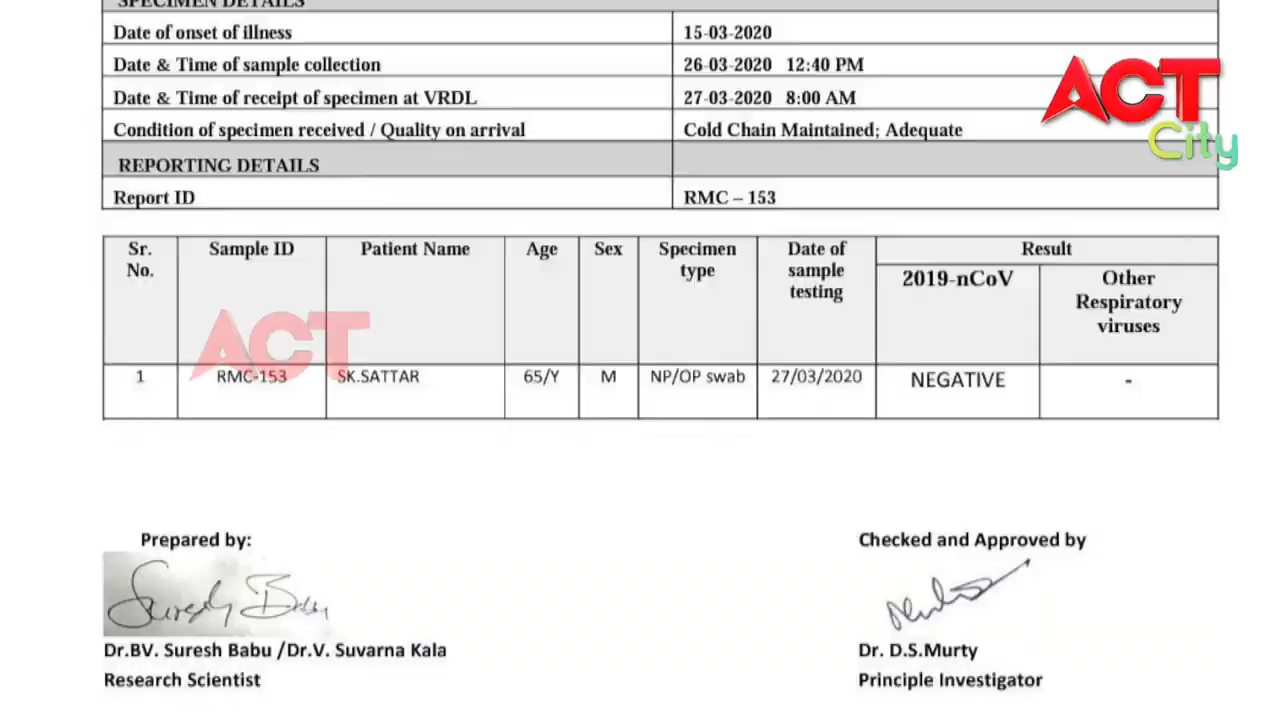 SPECIMEN DETAILS
Date of onset of illness 15-03-2020
Date & Time of sample collection 26-03-2020 12:40 PM
Date & Time of receipt of specimen at VRDL 27-03-2020 8:00 AM
Condition of specimen received / Quality on arrival Cold Chain Maintained; Adequate
ACT
City
REPORTING DETAILS
Report ID RMC – 153
Sr. No. Sample ID Patient Name Age Sex Specimen type Date of sample testing Result
2019-nCoV Other Respiratory viruses
ACT
1 RMC-153 SK.SATTAR 65/Y M NP/OP swab 27/03/2020 NEGATIVE -
Prepared by: Checked and Approved by
Suresh Babu
Dr.BV. Suresh Babu /Dr.V. Suvarna Kala Dr. D.S.Murty
Research Scientist Principle Investigator